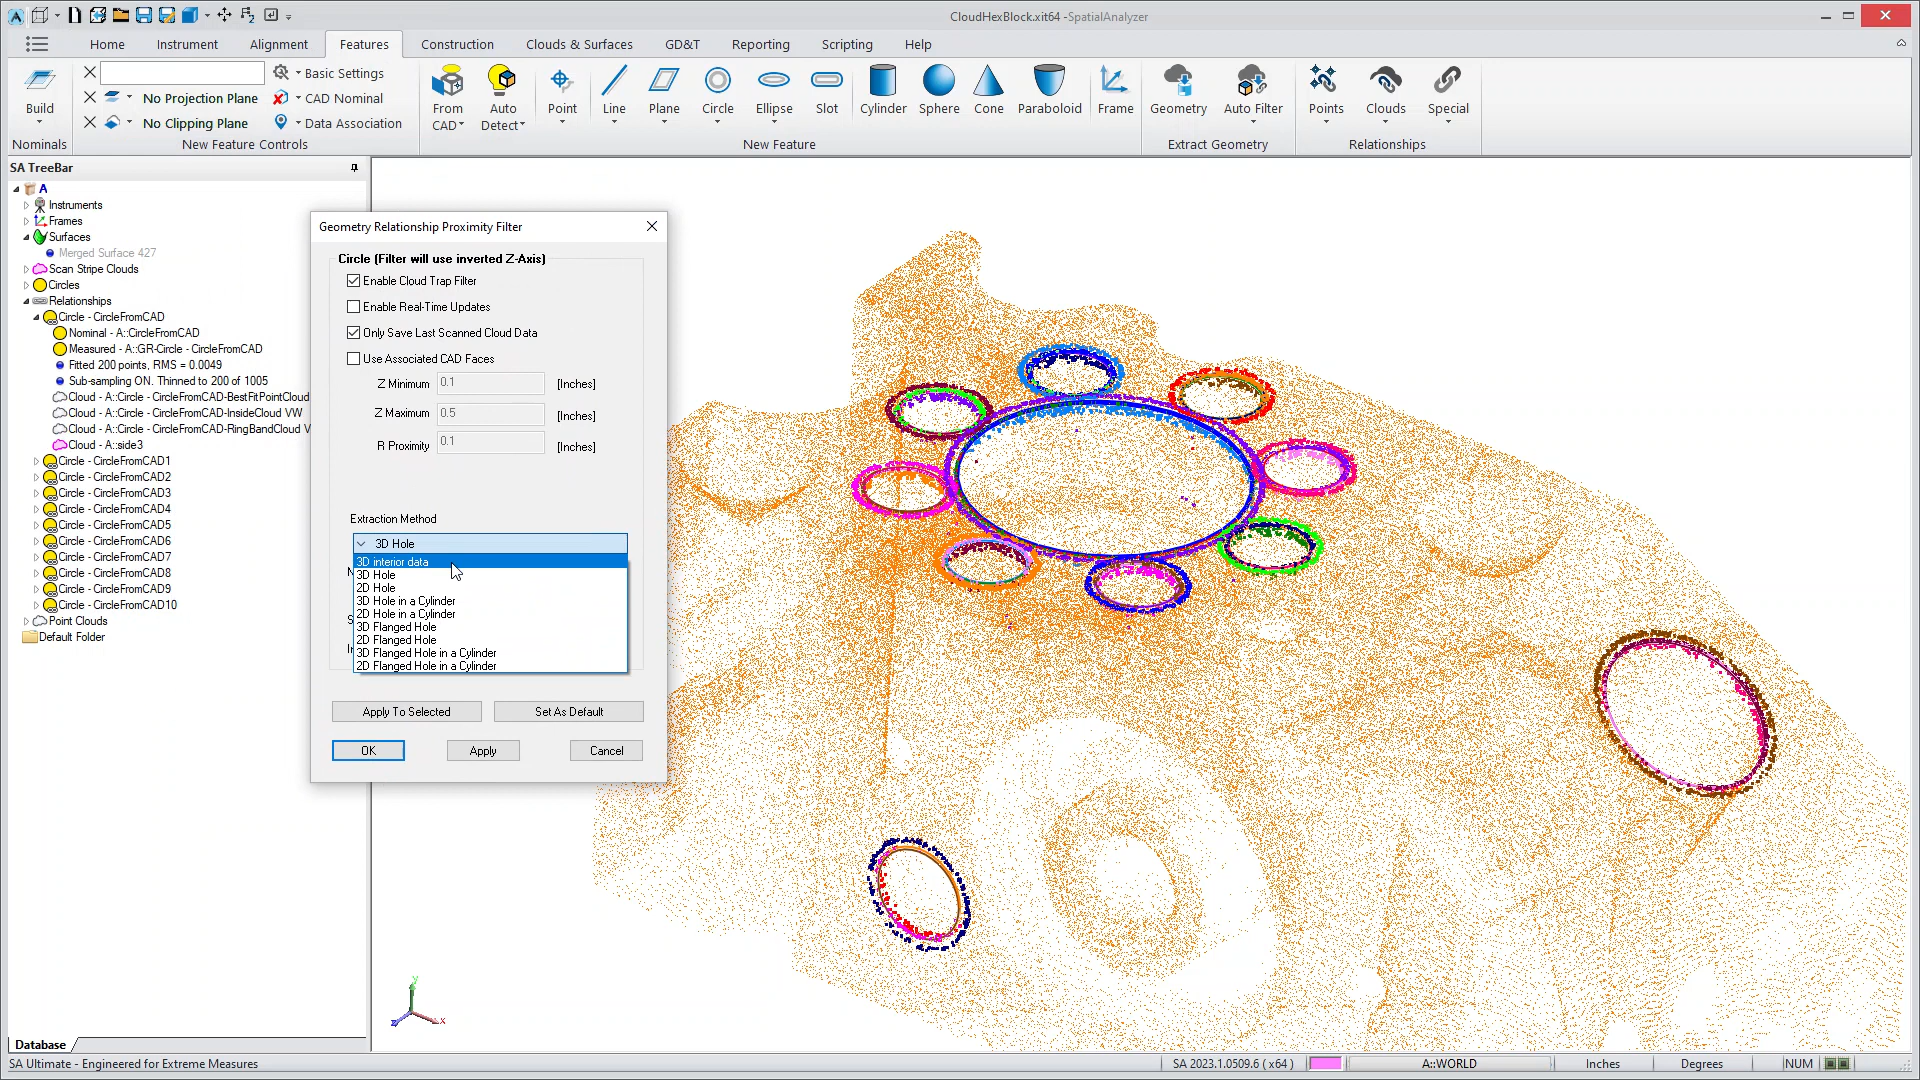 CloudHexBlock.xit64 -SpatialAnalyzer
Home
Instrument
Alignment
Features
Construction
Clouds & Surfaces
GD&T
Reporting
Scripting
Help
Build
Nominals
No Projection Plane
No Clipping Plane
Basic Settings
CAD Nominal
Data Association
New Feature Controls
From
CAD
Auto
Detect
Point
Line
Plane
Circle
Ellipse
Slot
Cylinder
Sphere
Cone
Paraboloid
Frame
New Feature
Geometry
Auto Filter
Extract Geometry
Points
Clouds
Special
Relationships
SA TreeBar
A
Instruments
Frames
Surfaces
Merged Surface 427
Scan Stripe Clouds
Circles
Relationships
Circle - CircleFromCAD
Nominal - A::CircleFromCAD
Measured - A::GR-Circle - CircleFromCAD
Fitted 200 points, RMS = 0.0049
Sub-sampling ON. Thinned to 200 of 1005
Cloud - A::Circle - CircleFromCAD-BestFitPointCloud
Cloud - A::Circle - CircleFromCAD-InsideCloud VW
Cloud - A::Circle - CircleFromCAD-RingBandCloud V
Cloud - A::side3
Circle - CircleFromCAD1
Circle - CircleFromCAD2
Circle - CircleFromCAD3
Circle - CircleFromCAD4
Circle - CircleFromCAD5
Circle - CircleFromCAD6
Circle - CircleFromCAD7
Circle - CircleFromCAD8
Circle - CircleFromCAD9
Circle - CircleFromCAD10
Point Clouds
Default Folder
Geometry Relationship Proximity Filter
Circle (Filter will use inverted Z-Axis)
Enable Cloud Trap Filter
Enable Real-Time Updates
Only Save Last Scanned Cloud Data
Use Associated CAD Faces
Z Minimum 0.1 [Inches]
Z Maximum 0.5 [Inches]
R Proximity 0.1 [Inches]
Extraction Method
3D Hole
3D interior data
3D Hole
2D Hole
3D Hole in a Cylinder
2D Hole in a Cylinder
3D Flanged Hole
2D Flanged Hole
3D Flanged Hole in a Cylinder
2D Flanged Hole in a Cylinder
Apply To Selected
Set As Default
OK
Apply
Cancel
Y
X
Z
Database
SA Ultimate - Engineered for Extreme Measures
SA 2023.1.0509.6 (x64)
A::WORLD
Inches
Degrees
NUM